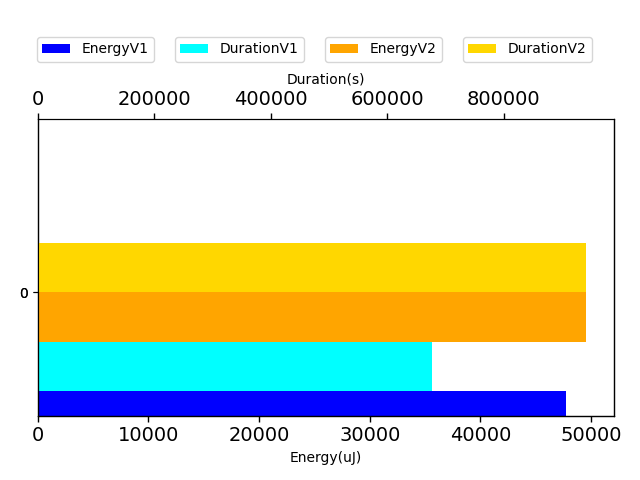 EnergyV1 DurationV1 EnergyV2 DurationV2
Duration(s)
0 200000 400000 600000 800000
0
0 10000 20000 30000 40000 50000
Energy(uJ)